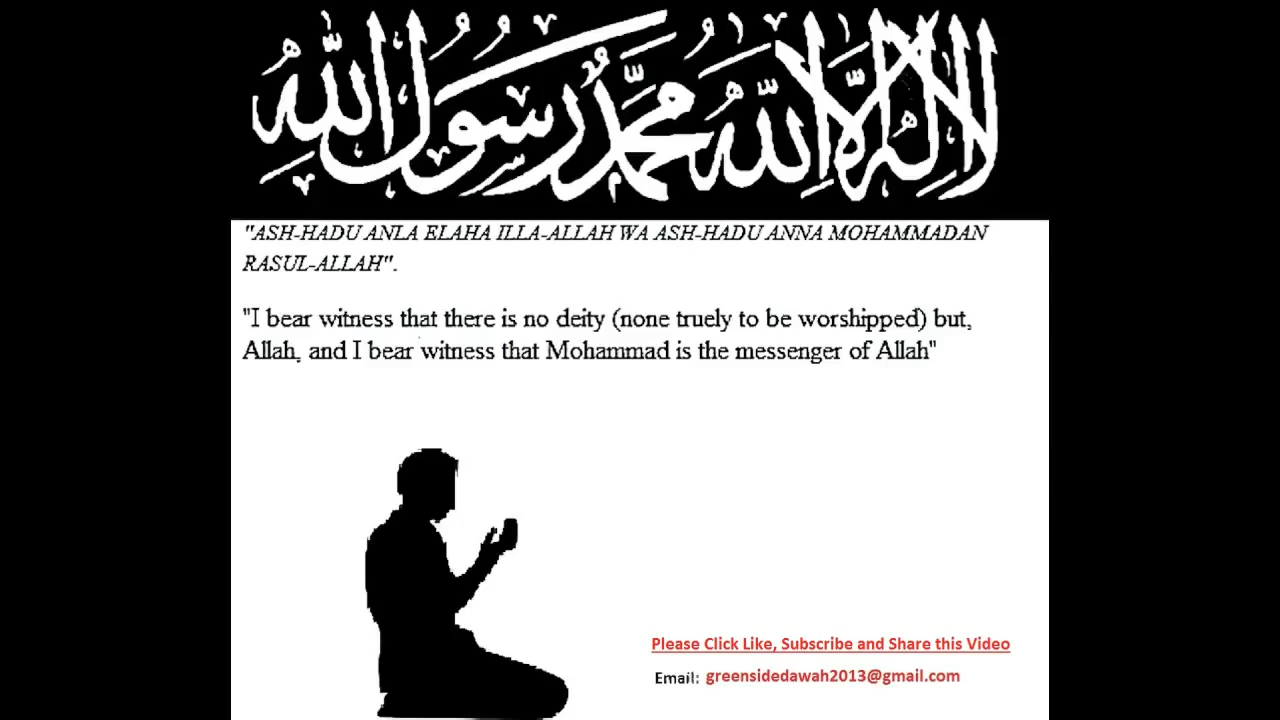 لا إله إلا الله محمد رسول الله
"ASH-HADU ANLA ELAHA ILLA-ALLAH WA ASH-HADU ANNA MOHAMMADAN
RASUL-ALLAH".
"I bear witness that there is no deity (none truely to be worshipped) but,
Allah, and I bear witness that Mohammad is the messenger of Allah"
Please Click Like, Subscribe and Share this Video
Email: greensidedawah2013@gmail.com